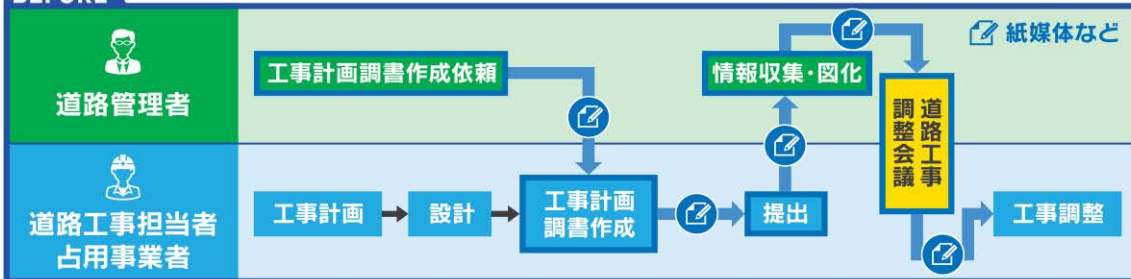 BEFORE
紙媒体など
道路管理者
工事計画調書作成依頼
情報収集・図化
道路工事
調整会議
道路工事担当者
占用事業者
工事計画
設計
工事計画
調書作成
提出
工事調整